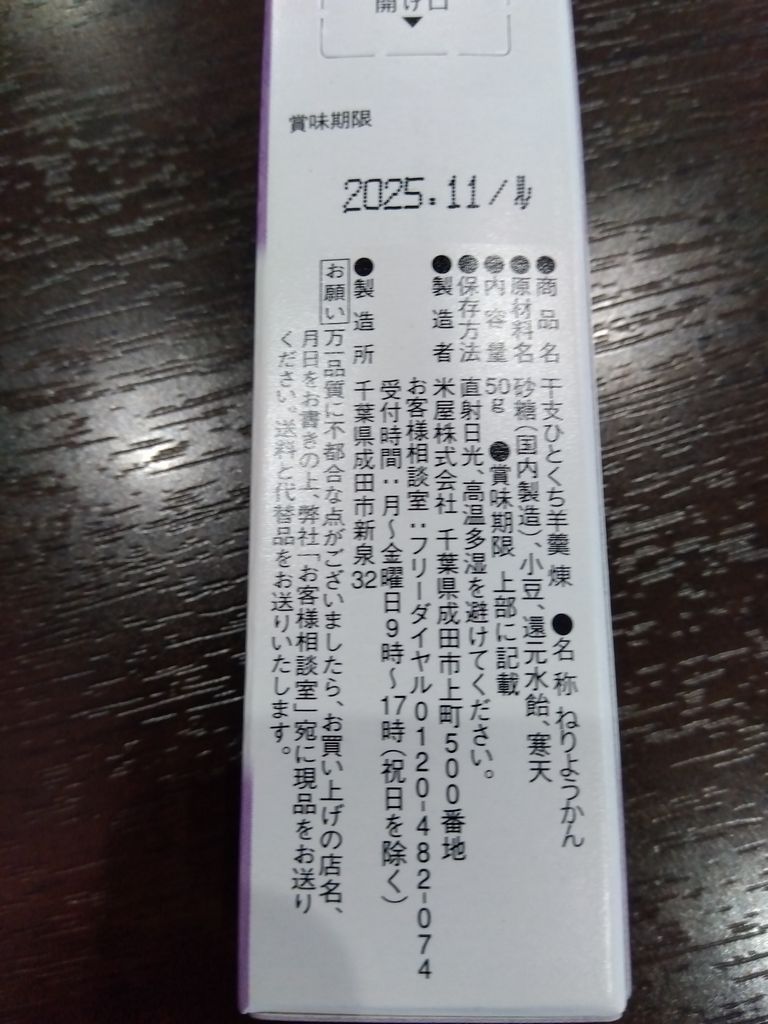 開け口
賞味期限
2025.11/
●商品名 干支ひとくち羊羹 煉 ●名称 ねりようかん
●原材料名 砂糖(国内製造)、小豆、還元水飴、寒天
●内容量 50g ●賞味期限 上部に記載
●保存方法 直射日光、高温多湿を避けてください。
●製造者 米屋株式会社 千葉県成田市上町500番地
お客様相談室:フリーダイヤル0120-482-074
受付時間:月〜金曜日9時〜17時(祝日を除く)
●製造所 千葉県成田市新泉32
お願い 万一品質に不都合な点がございましたら、お買い上げの店名、
月日をお書きの上、弊社「お客様相談室」宛に現品をお送り
ください。送料と代替品をお送りいたします。